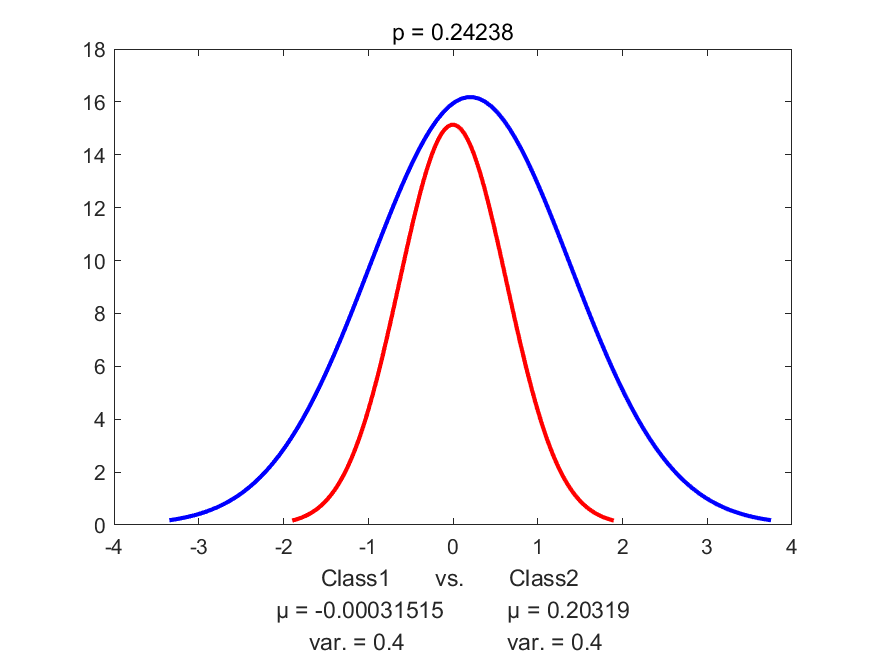 p = 0.24238
18
16
14
12
10
8
6
4
2
0
-4 -3 -2 -1 0 1 2 3 4
Class1 vs. Class2
μ = -0.00031515 μ = 0.20319
var. = 0.4 var. = 0.4